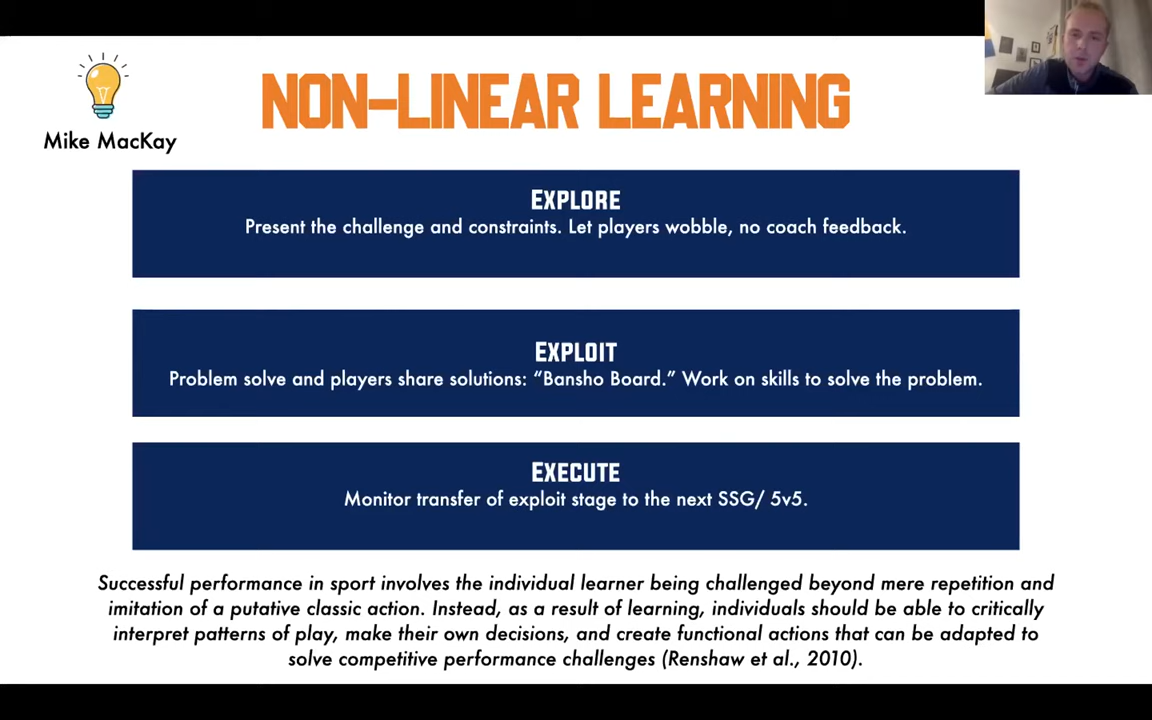 NON-LINEAR LEARNING
Mike MacKay
EXPLORE
Present the challenge and constraints. Let players wobble, no coach feedback.
EXPLOIT
Problem solve and players share solutions: “Bansho Board.” Work on skills to solve the problem.
EXECUTE
Monitor transfer of exploit stage to the next SSG/ 5v5.
Successful performance in sport involves the individual learner being challenged beyond mere repetition and
imitation of a putative classic action. Instead, as a result of learning, individuals should be able to critically
interpret patterns of play, make their own decisions, and create functional actions that can be adapted to
solve competitive performance challenges (Renshaw et al., 2010).